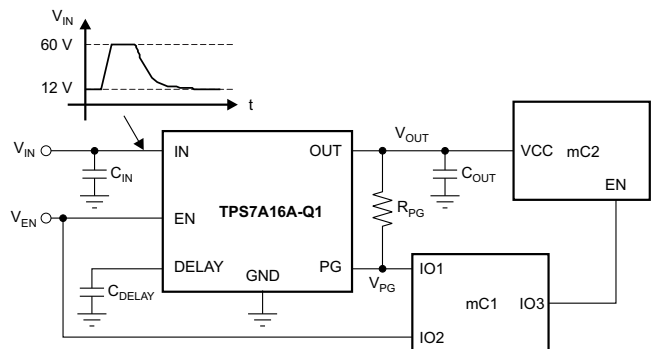 V_IN
60 V
12 V
t
V_IN
C_IN
IN
OUT
V_OUT
C_OUT
VCC
mC2
EN
V_EN
EN
TPS7A16A-Q1
R_PG
DELAY
GND
PG
V_PG
C_DELAY
IO1
mC1
IO3
IO2